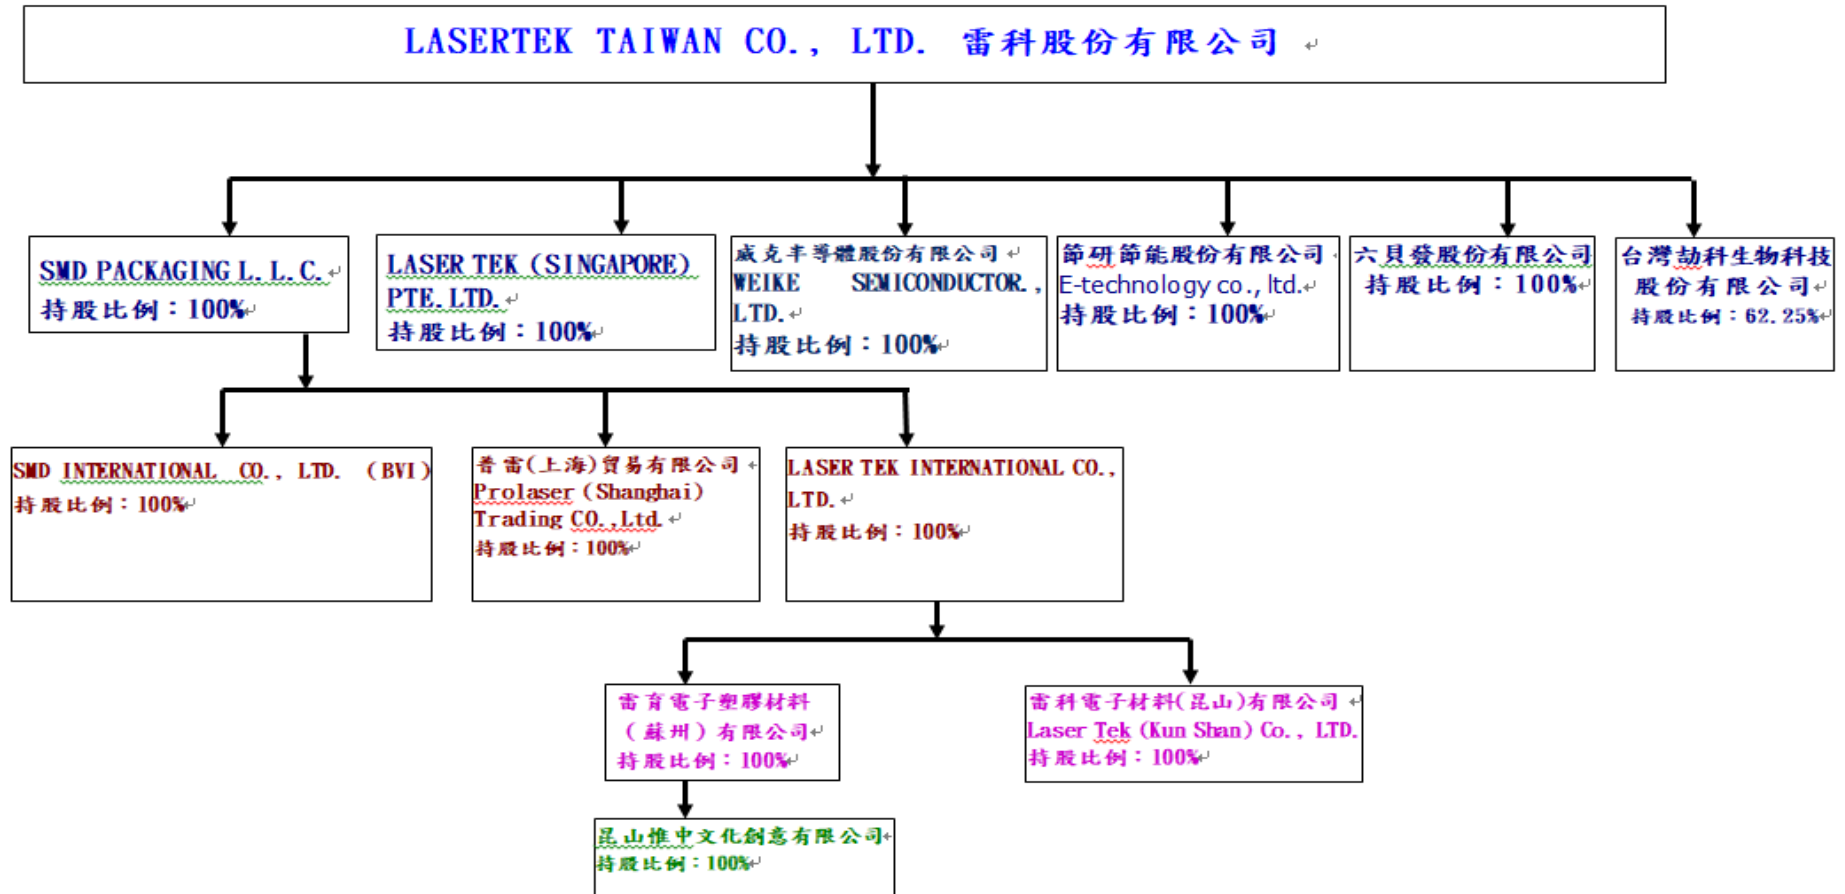 LASERTEK TAIWAN CO., LTD. 雷科股份有限公司
SMD PACKAGING L.L.C.
持股比例：100%
LASER TEK (SINGAPORE)
PTE.LTD.
持股比例：100%
威克半導體股份有限公司
WEIKE SEMICONDUCTOR.,
LTD.
持股比例：100%
節研節能股份有限公司
E-technology co., ltd.
持股比例：100%
六貝發股份有限公司
持股比例：100%
台灣劼科生物科技
股份有限公司
持股比例：62.25%
SMD INTERNATIONAL CO., LTD. (BVI)
持股比例：100%
普雷(上海)貿易有限公司
Prolaser (Shanghai)
Trading CO.,Ltd.
持股比例：100%
LASER TEK INTERNATIONAL CO.,
LTD.
持股比例：100%
雷育電子塑膠材料
（蘇州）有限公司
持股比例：100%
雷科電子材料(昆山)有限公司
Laser Tek (Kun Shan) Co., LTD.
持股比例：100%
昆山惟中文化創意有限公司
持股比例：100%